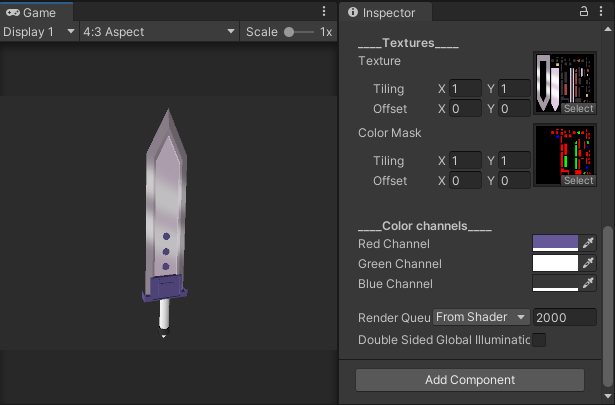 Game
Inspector
Display 1 4:3 Aspect Scale 1x
____Textures____
Texture
Tiling X 1 Y 1
Offset X 0 Y 0
Select
Color Mask
Tiling X 1 Y 1
Offset X 0 Y 0
Select
____Color channels____
Red Channel
Green Channel
Blue Channel
Render Queu From Shader 2000
Double Sided Global Illuminatio
Add Component